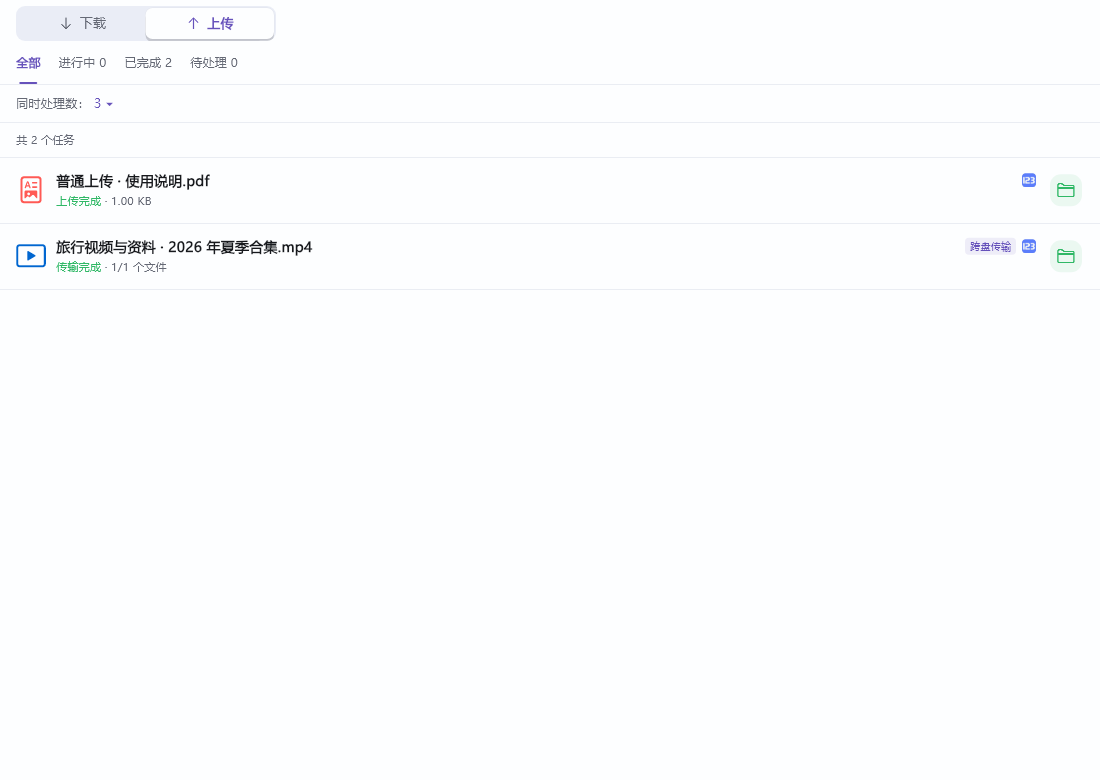 下载 上传
全部 进行中 0 已完成 2 待处理 0
同时处理数： 3
共 2 个任务
普通上传 · 使用说明.pdf
123
上传完成 · 1.00 KB
旅行视频与资料 · 2026 年夏季合集.mp4
跨盘传输 123
传输完成 · 1/1 个文件